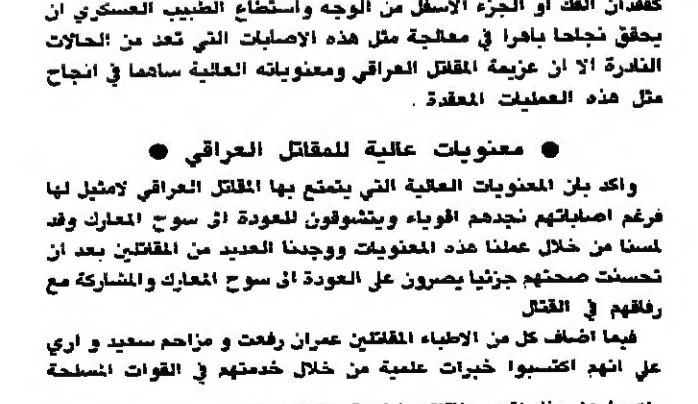 كفقدان الفك او الجزء الاسفل من الوجه واستطاع الطبيب العسكري ان
يحقق نجاحا باهرا في معالجة مثل هذه الاصابات التي تعد من الحالات
النادرة الا ان عزيمة المقاتل العراقي ومعنوياته العالية ساهما في انجاح
مثل هذه العمليات المعقدة .
● معنويات عالية للمقاتل العراقي ●
واكد بان المعنويات العالية التي يتمتع بها المقاتل العراقي لامثيل لها
فرغم اصاباتهم نجدهم اقوياء ويتشوقون للعودة الى سوح المعارك وقد
لمسنا من خلال عملنا هذه المعنويات ووجدنا العديد من المقاتلين بعد ان
تحسنت صحتهم جزئيا يصرون على العودة الى سوح المعارك والمشاركة مع
رفاقهم في القتال
فيما اضاف كل من الاطباء المقاتلين عمران رفعت و مزاحم سعيد و اري
علي انهم اكتسبوا خبرات علمية من خلال خدمتهم في القوات المسلحة